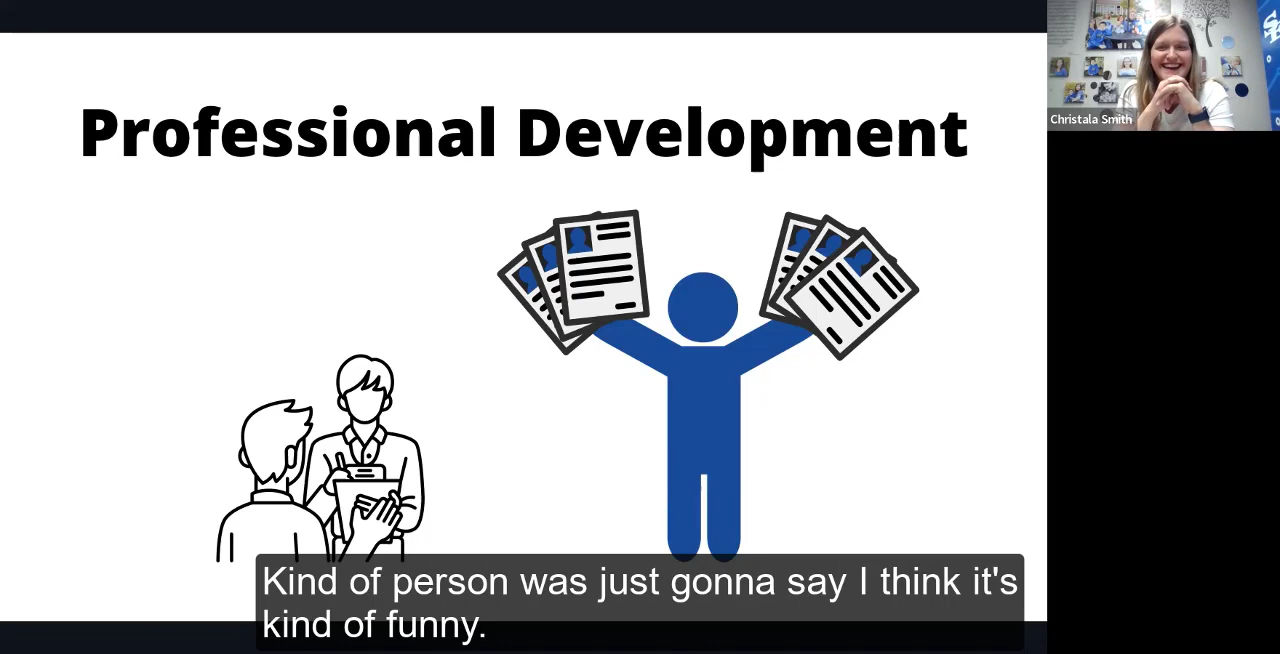 Professional Development
Christala Smith
Kind of person was just gonna say I think it's
kind of funny.